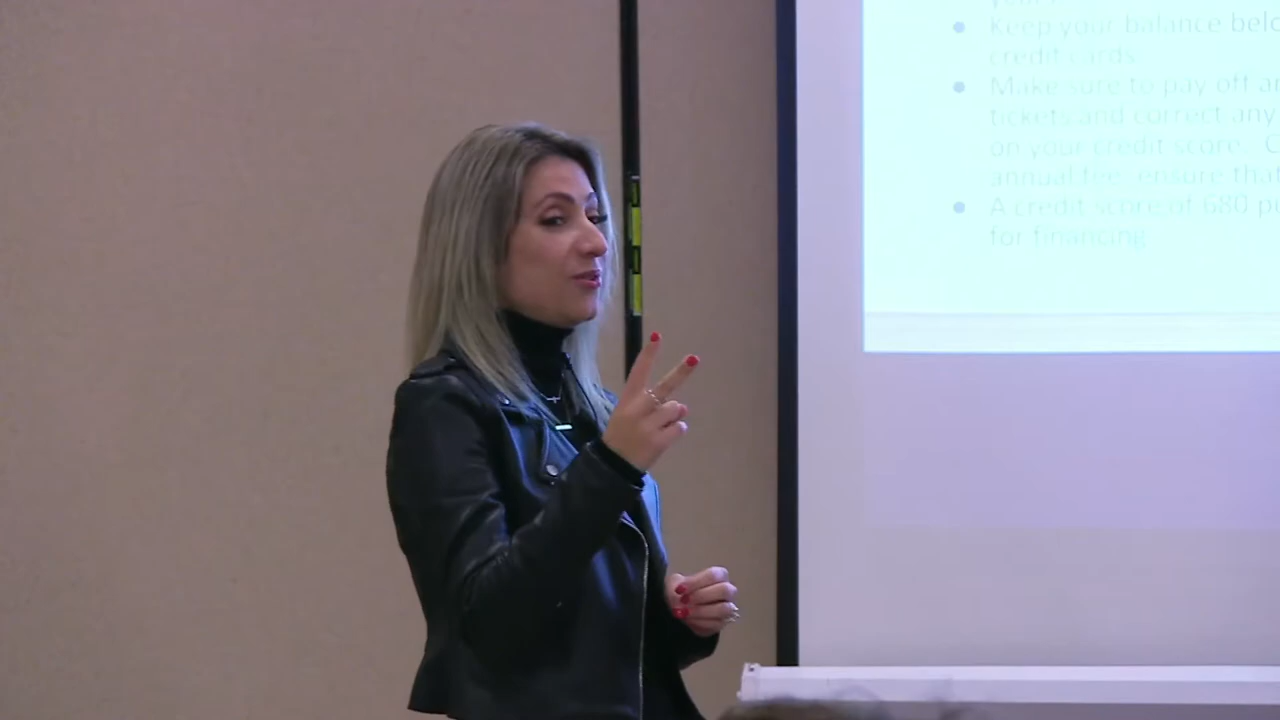 Keep your balance belo
credit cards
Make sure to pay off an
tickets and correct any
on your credit score. C
annual fee, ensure that
A credit score of 680 pu
for financing